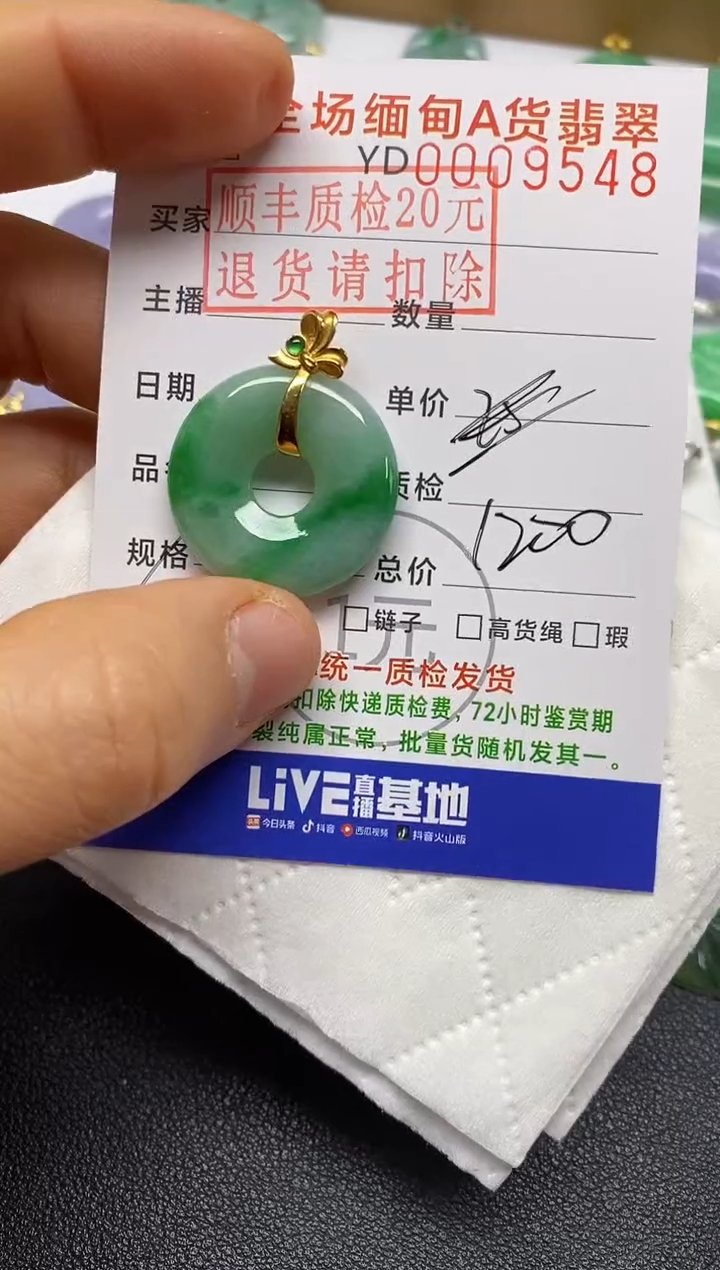 全场缅甸A货翡翠
YD0009548
顺丰质检20元
退货请扣除
买家
主播
数量
日期
单价
质检
1200
规格
总价
1元
链子 高货绳 瑕
统一质检发货
扣除快递质检费，72小时鉴赏期
裂纯属正常，批量货随机发其一。
LiVE直播基地
头条 今日头条 抖音 西瓜视频 抖音火山版